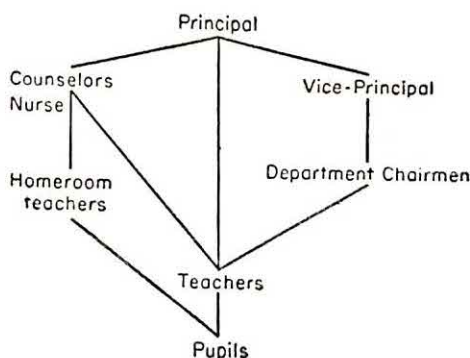 Principal
Counselors
Nurse
Vice-Principal
Homeroom
teachers
Department Chairmen
Teachers
Pupils